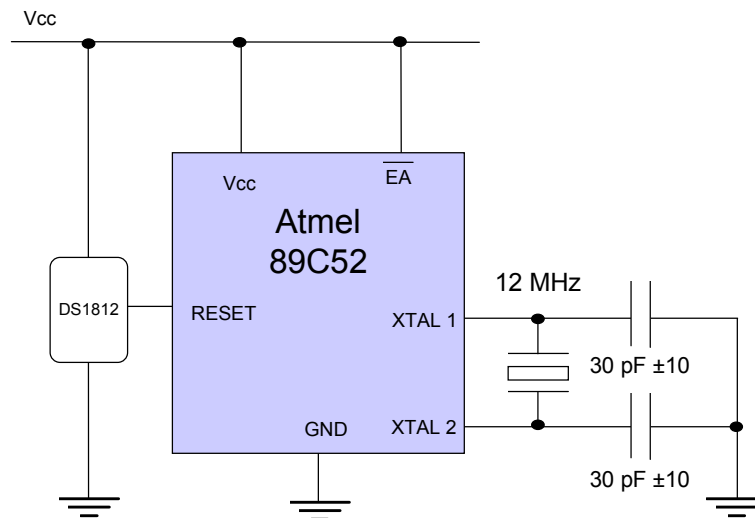 Vcc
Vcc
EA
Atmel
89C52
12 MHz
DS1812
RESET
XTAL 1
30 pF ±10
GND
XTAL 2
30 pF ±10